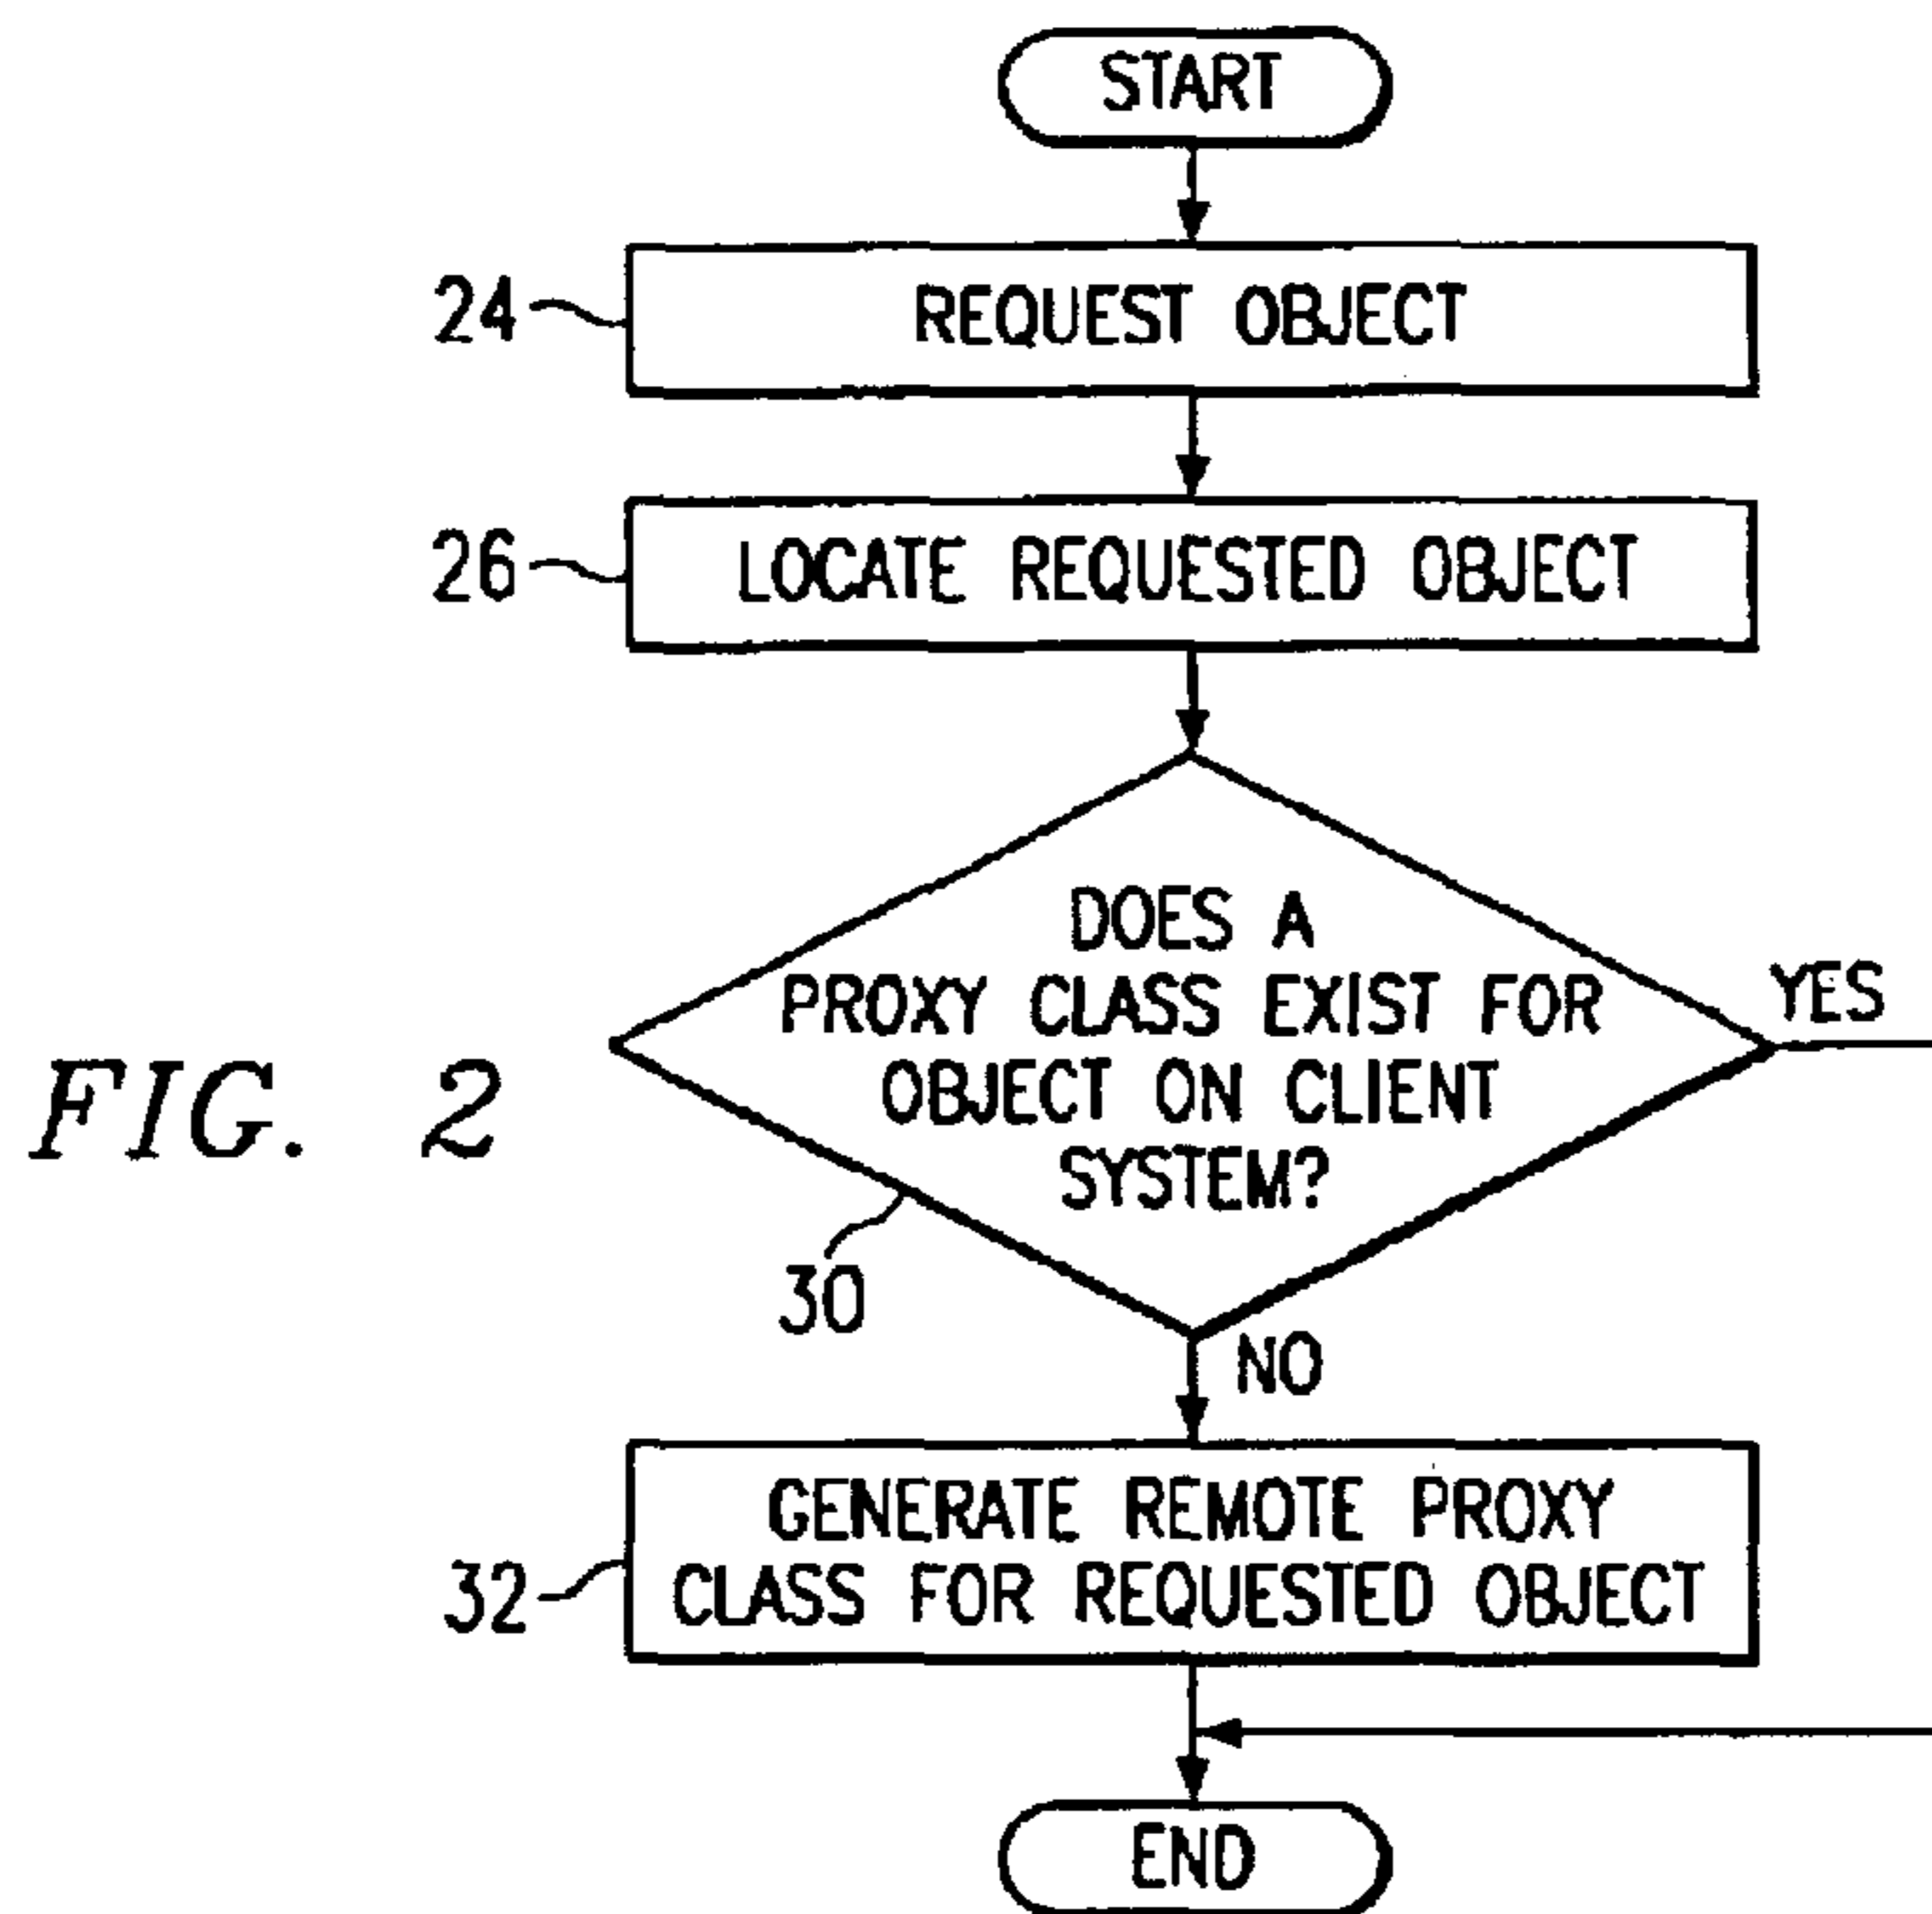 START
24
REQUEST OBJECT
26
LOCATE REQUESTED OBJECT
DOES A
PROXY CLASS EXIST FOR
OBJECT ON CLIENT
SYSTEM?
YES
FIG. 2
30
NO
GENERATE REMOTE PROXY
CLASS FOR REQUESTED OBJECT
32
END